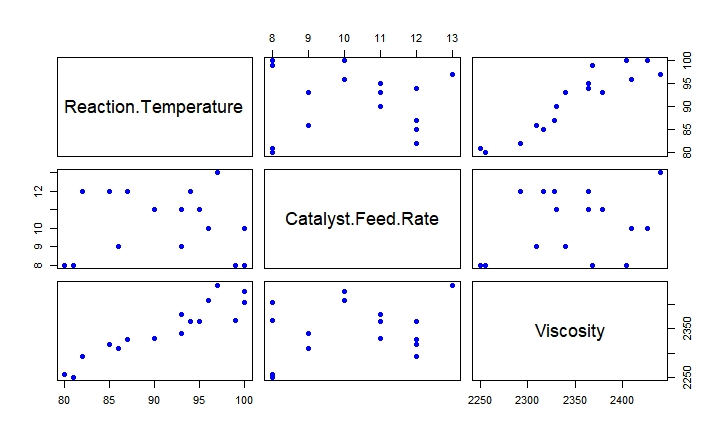 8 9 10 11 12 13
Reaction.Temperature
80 85 90 95 100
8 9 10 12
Catalyst.Feed.Rate
Viscosity
2250 2350
80 85 90 95 100
2250 2300 2350 2400